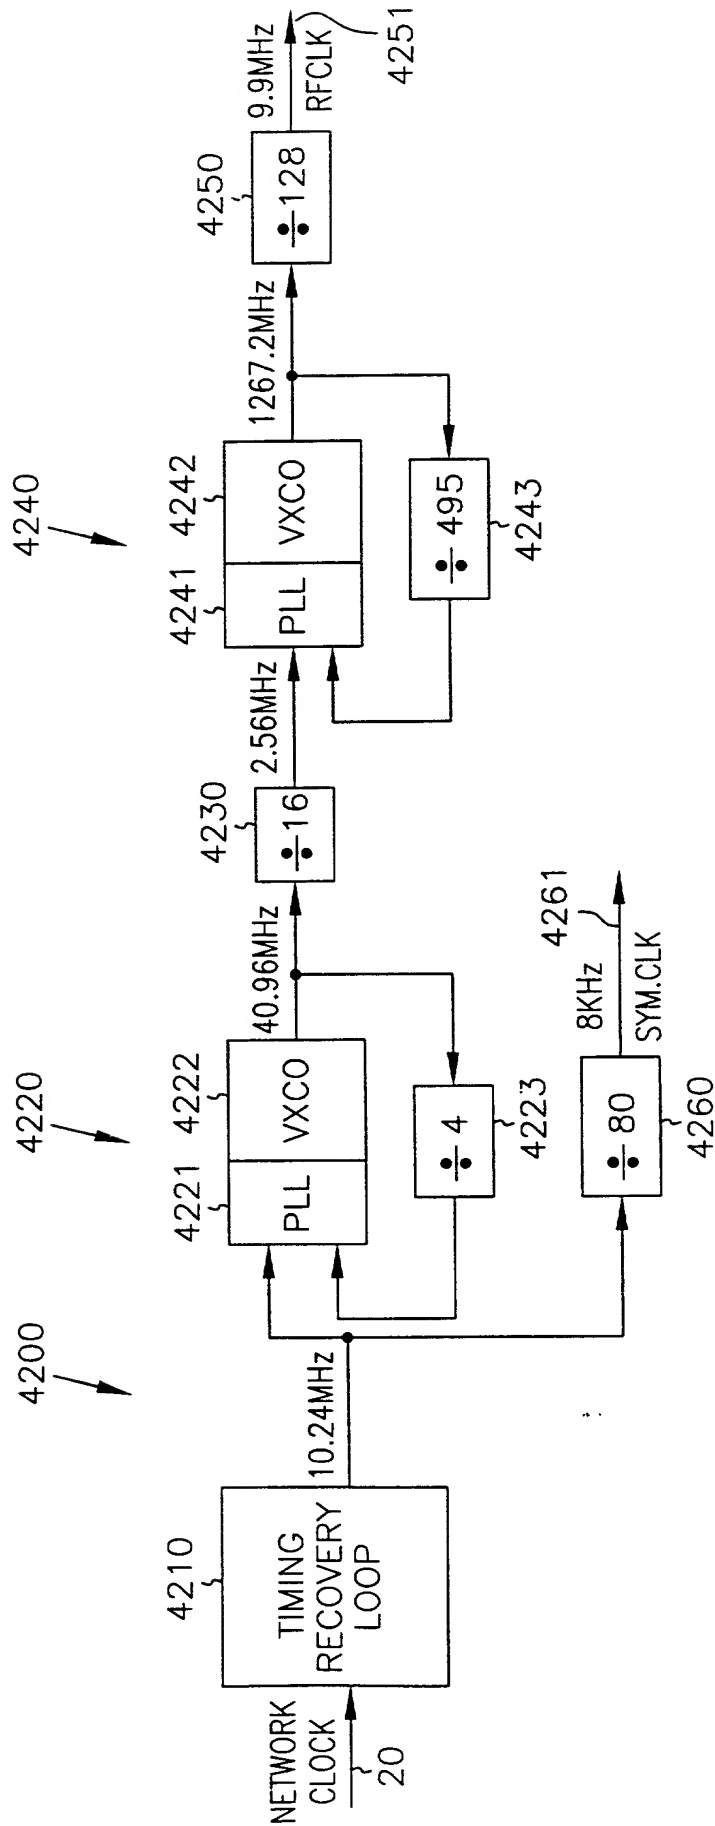 4200
4210
TIMING
RECOVERY
LOOP
NETWORK
CLOCK
20
10.24MHz
4220
4221
4222
PLL
VXCO
÷4
4223
40.96MHz
÷80
4260
8KHz
SYM.CLK
4261
4230
÷16
2.56MHz
4240
4241
4242
PLL
VXCO
÷495
4243
1267.2MHz
4250
÷128
9.9MHz
RFCLK
4251